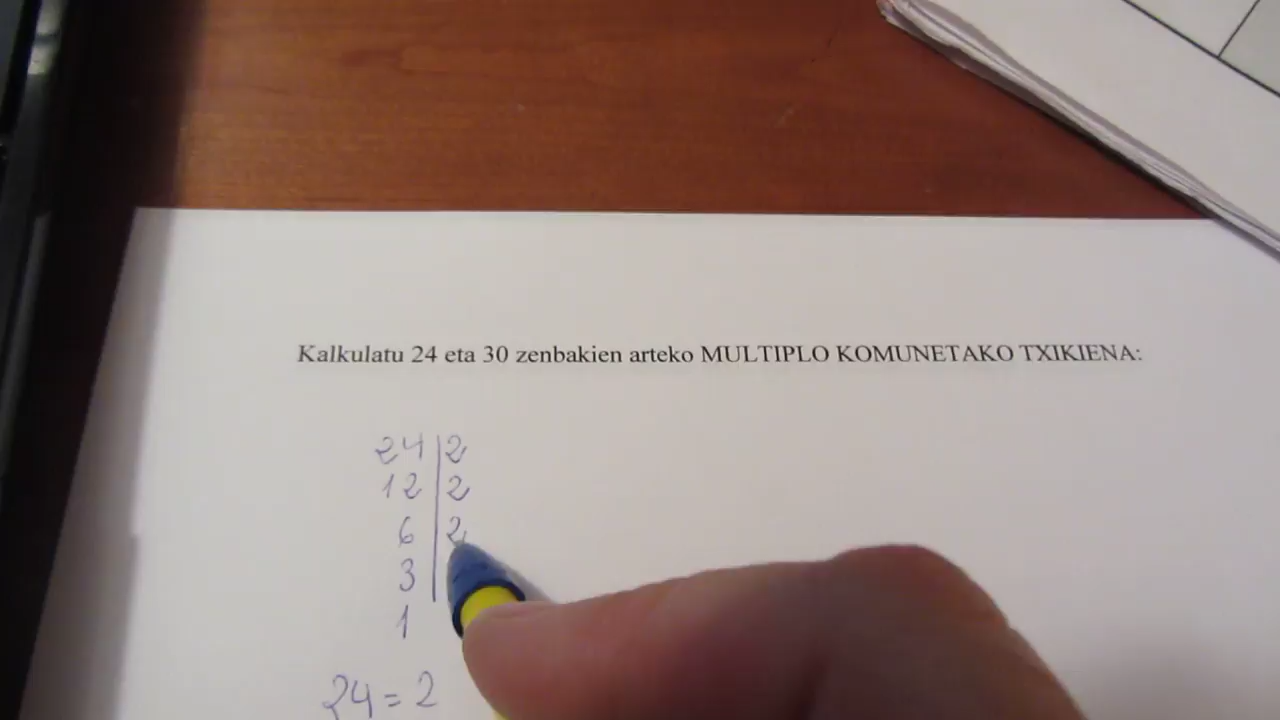 Kalkulatu 24 eta 30 zenbakien arteko MULTIPLO KOMUNETAKO TXIKIENA:
24 | 2
12 | 2
6 | 2
3 |
1
24 = 2